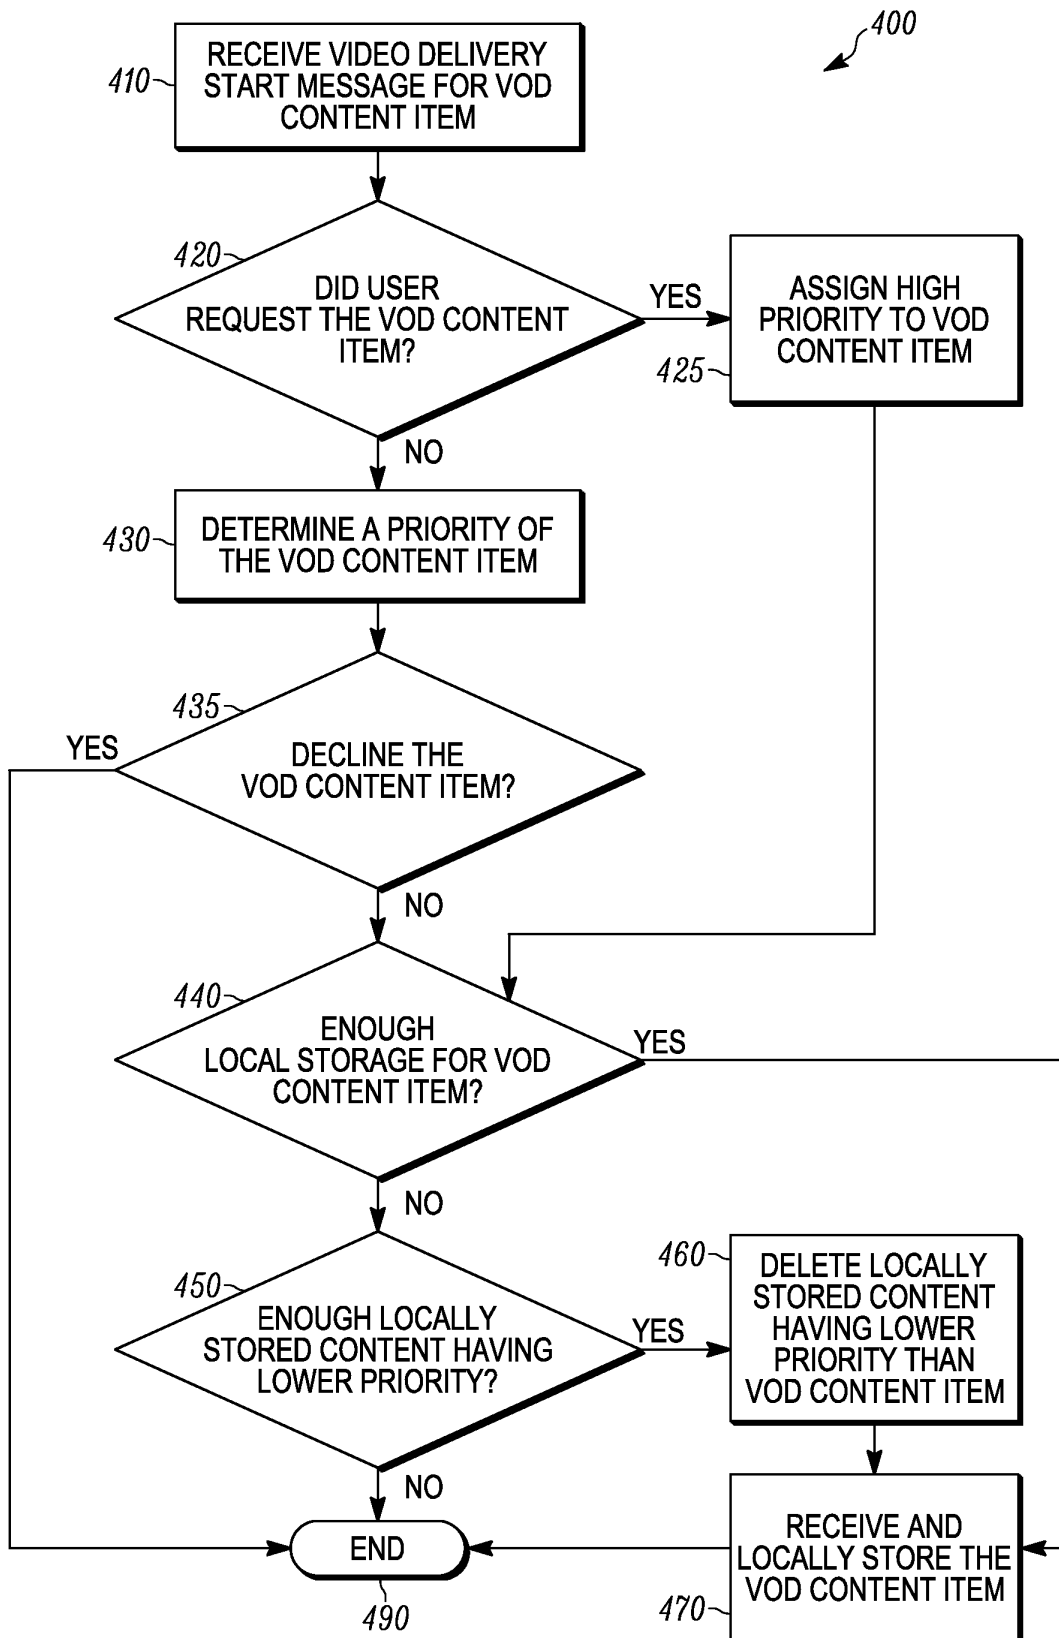 400
410
RECEIVE VIDEO DELIVERY
START MESSAGE FOR VOD
CONTENT ITEM
420
DID USER
REQUEST THE VOD CONTENT
ITEM?
YES
ASSIGN HIGH
PRIORITY TO VOD
CONTENT ITEM
425
NO
430
DETERMINE A PRIORITY OF
THE VOD CONTENT ITEM
435
YES
DECLINE THE
VOD CONTENT ITEM?
NO
440
ENOUGH
LOCAL STORAGE FOR VOD
CONTENT ITEM?
YES
NO
450
ENOUGH LOCALLY
STORED CONTENT HAVING
LOWER PRIORITY?
YES
460
DELETE LOCALLY
STORED CONTENT
HAVING LOWER
PRIORITY THAN
VOD CONTENT ITEM
NO
END
490
RECEIVE AND
LOCALLY STORE THE
VOD CONTENT ITEM
470